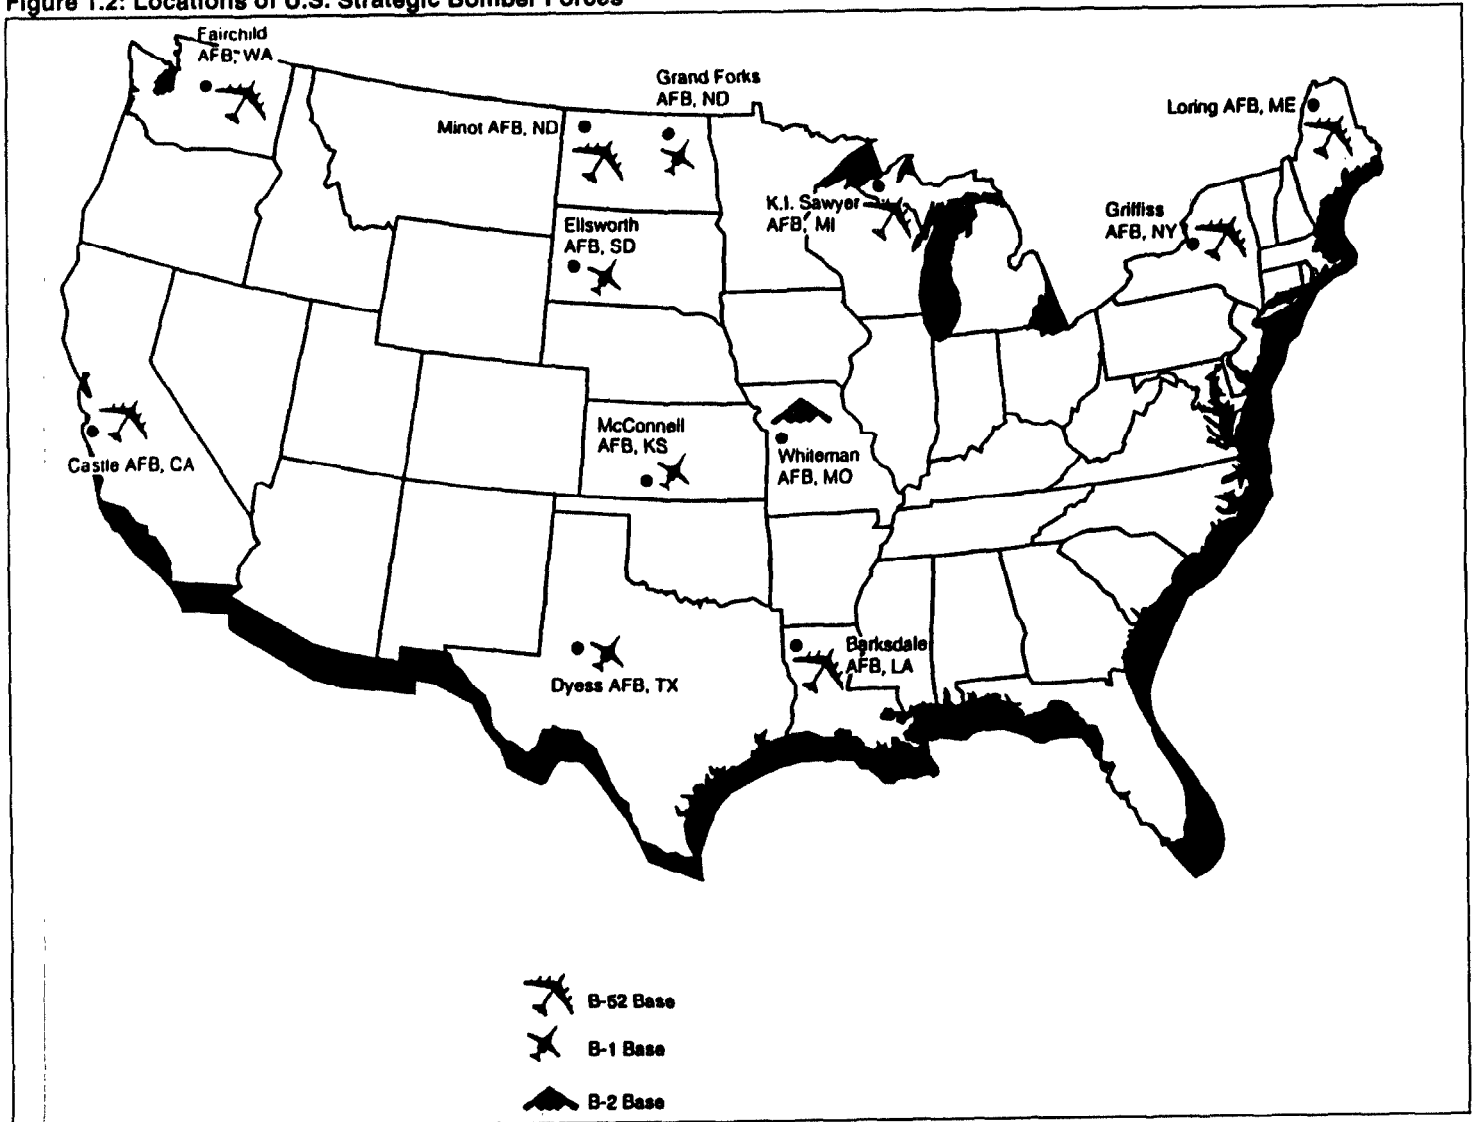 Figure 1.2: Locations of U.S. Strategic Bomber Forces
Fairchild
AFB, WA
Grand Forks
AFB, ND
Minot AFB, ND
Loring AFB, ME
K.I. Sawyer
AFB, MI
Griffiss
AFB, NY
Ellsworth
AFB, SD
McConnell
AFB, KS
Whiteman
AFB, MO
Castle AFB, CA
Barksdale
AFB, LA
Dyess AFB, TX
B-52 Base
B-1 Base
B-2 Base